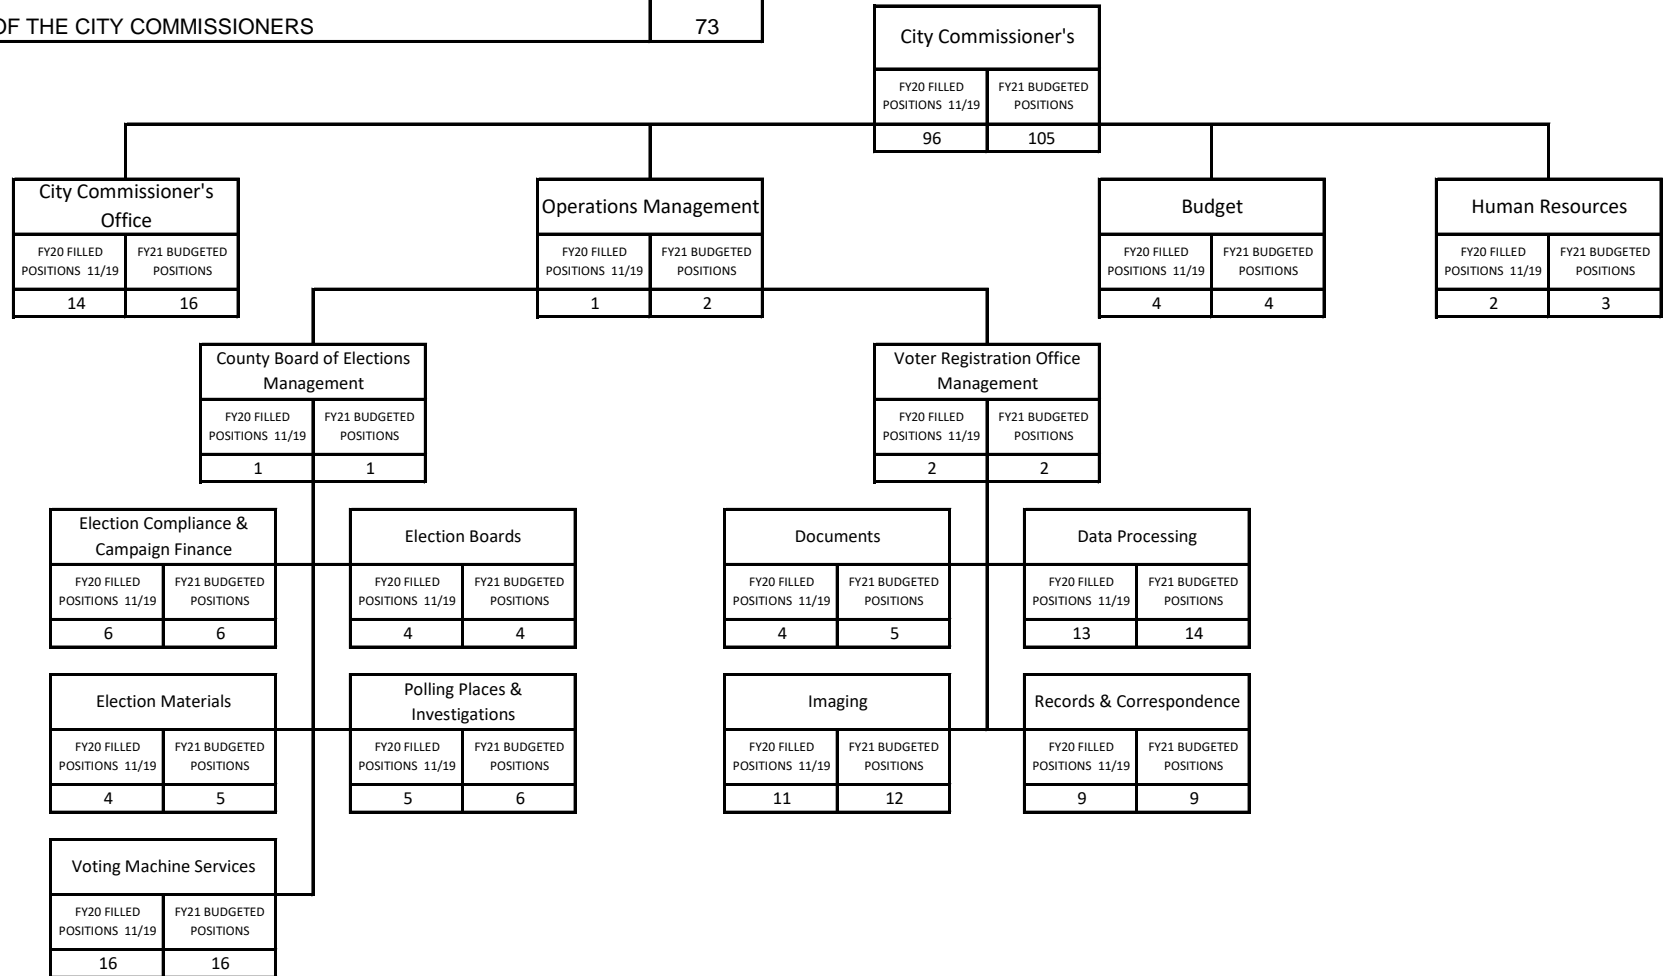 OF THE CITY COMMISSIONERS 73
City Commissioner's
FY20 FILLED FY21 BUDGETED
POSITIONS 11/19 POSITIONS
96 105
City Commissioner's
Office
FY20 FILLED FY21 BUDGETED
POSITIONS 11/19 POSITIONS
14 16
Operations Management
FY20 FILLED FY21 BUDGETED
POSITIONS 11/19 POSITIONS
1 2
Budget
FY20 FILLED FY21 BUDGETED
POSITIONS 11/19 POSITIONS
4 4
Human Resources
FY20 FILLED FY21 BUDGETED
POSITIONS 11/19 POSITIONS
2 3
County Board of Elections
Management
FY20 FILLED FY21 BUDGETED
POSITIONS 11/19 POSITIONS
1 1
Voter Registration Office
Management
FY20 FILLED FY21 BUDGETED
POSITIONS 11/19 POSITIONS
2 2
Election Compliance &
Campaign Finance
FY20 FILLED FY21 BUDGETED
POSITIONS 11/19 POSITIONS
6 6
Election Boards
FY20 FILLED FY21 BUDGETED
POSITIONS 11/19 POSITIONS
4 4
Documents
FY20 FILLED FY21 BUDGETED
POSITIONS 11/19 POSITIONS
4 5
Data Processing
FY20 FILLED FY21 BUDGETED
POSITIONS 11/19 POSITIONS
13 14
Election Materials
FY20 FILLED FY21 BUDGETED
POSITIONS 11/19 POSITIONS
4 5
Polling Places &
Investigations
FY20 FILLED FY21 BUDGETED
POSITIONS 11/19 POSITIONS
5 6
Imaging
FY20 FILLED FY21 BUDGETED
POSITIONS 11/19 POSITIONS
11 12
Records & Correspondence
FY20 FILLED FY21 BUDGETED
POSITIONS 11/19 POSITIONS
9 9
Voting Machine Services
FY20 FILLED FY21 BUDGETED
POSITIONS 11/19 POSITIONS
16 16